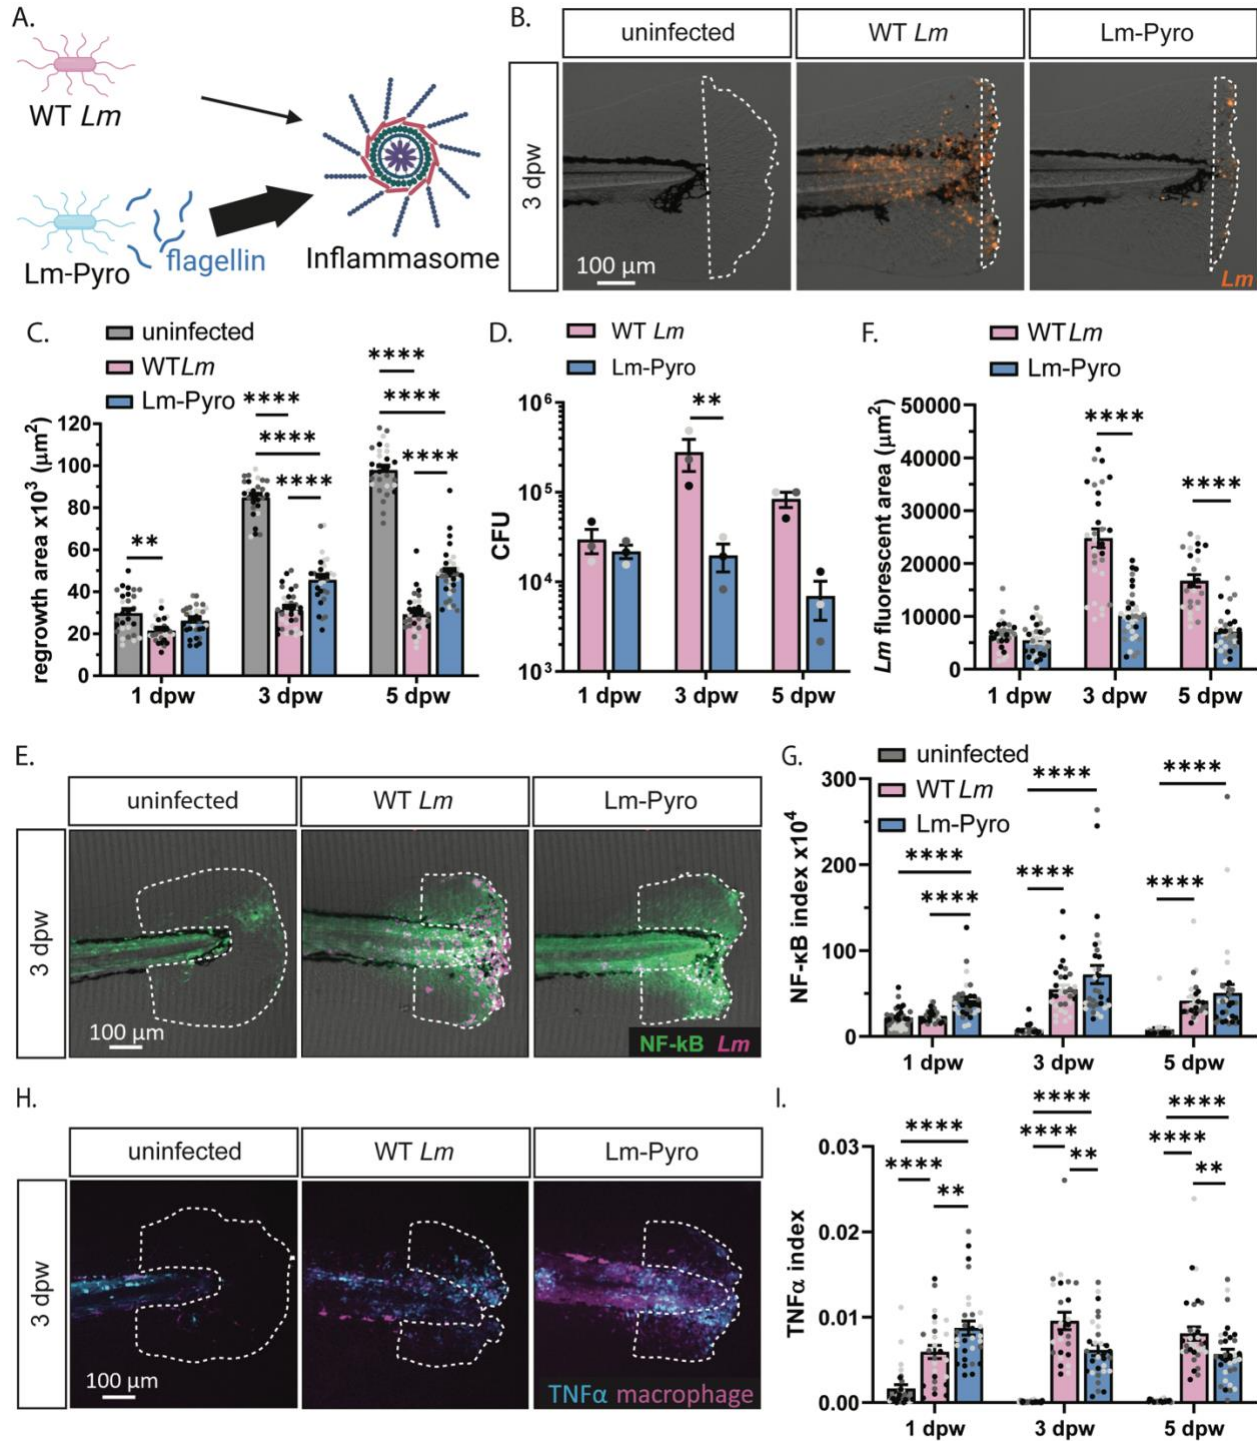 A.
WT Lm
Lm-Pyro
flagellin
Inflammasome
B.
uninfected
WT Lm
Lm-Pyro
3 dpw
100 µm
Lm
C.
uninfected
WT Lm
Lm-Pyro
regrowth area x10³ (µm²)
120
100
80
60
40
20
0
**
****
****
****
****
****
****
1 dpw
3 dpw
5 dpw
D.
WT Lm
Lm-Pyro
CFU
10⁶
10⁵
10⁴
10³
**
1 dpw
3 dpw
5 dpw
F.
WT Lm
Lm-Pyro
Lm fluorescent area (µm²)
50000
40000
30000
20000
10000
0
****
****
1 dpw
3 dpw
5 dpw
E.
uninfected
WT Lm
Lm-Pyro
3 dpw
100 µm
NF-kB Lm
G.
uninfected
WT Lm
Lm-Pyro
NF-κB index x10⁴
300
200
100
0
****
****
****
****
****
****
1 dpw
3 dpw
5 dpw
H.
uninfected
WT Lm
Lm-Pyro
3 dpw
100 µm
TNFα macrophage
I.
TNFα index
0.03
0.02
0.01
0.00
****
****
**
****
****
**
****
****
**
1 dpw
3 dpw
5 dpw